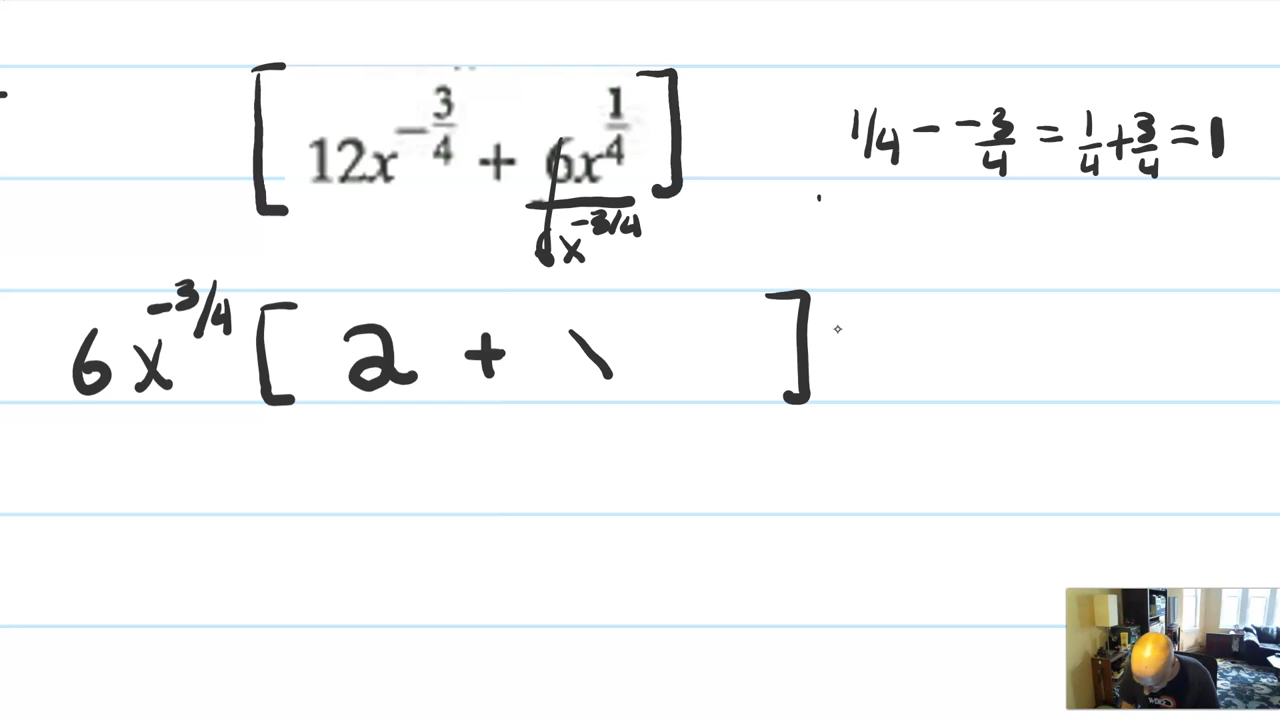 [ 12x^{-3/4} + 6x^{1/4} / 6x^{-3/4} ]
1/4 - -3/4 = 1/4 + 3/4 = 1
6x^{-3/4} [ 2 + \ ]